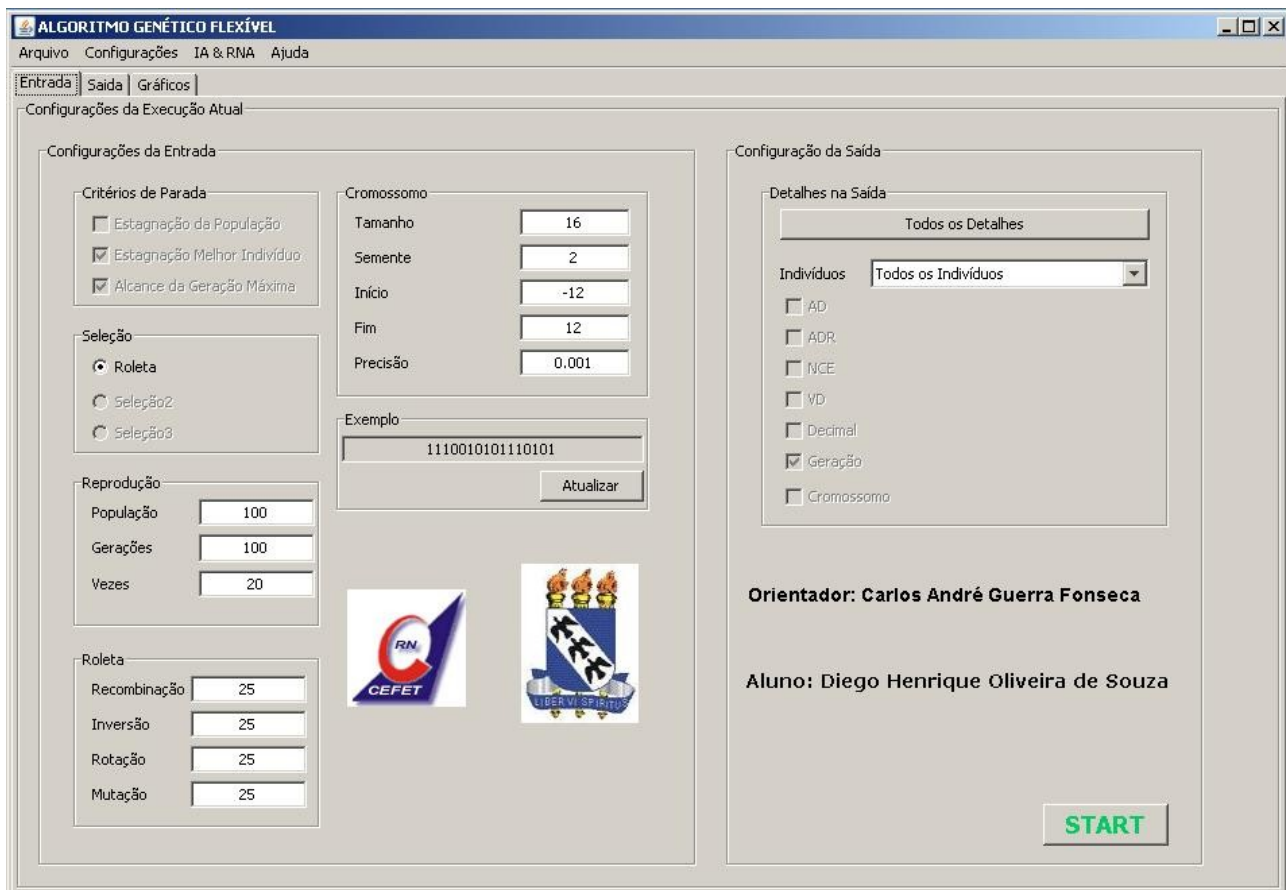 ALGORITMO GENÉTICO FLEXÍVEL
Arquivo Configurações IA & RNA Ajuda
Entrada Saida Gráficos
Configurações da Execução Atual
Configurações da Entrada
Critérios de Parada
Estagnação da População
Estagnação Melhor Indivíduo
Alcance da Geração Máxima
Seleção
Roleta
Seleção2
Seleção3
Reprodução
População 100
Gerações 100
Vezes 20
Roleta
Recombinação 25
Inversão 25
Rotação 25
Mutação 25
Cromossomo
Tamanho 16
Semente 2
Início -12
Fim 12
Precisão 0.001
Exemplo
1110010101110101
Atualizar
RN
CEFET
LIBER VI SPIRITUS
Configuração da Saída
Detalhes na Saída
Todos os Detalhes
Indivíduos Todos os Indivíduos
AD
ADR
NCE
VD
Decimal
Geração
Cromossomo
Orientador: Carlos André Guerra Fonseca
Aluno: Diego Henrique Oliveira de Souza
START